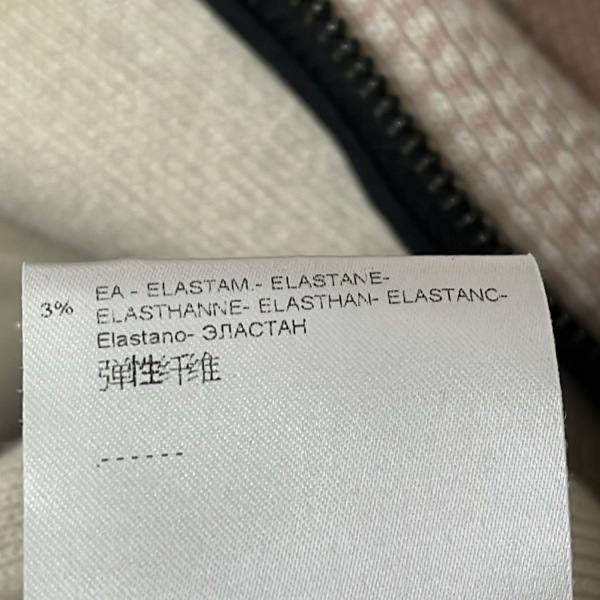 3% EA - ELASTAM.- ELASTANE-
ELASTHANNE- ELASTHAN- ELASTANC-
Elastano- ЭЛАСТАН
弹性纤维
------